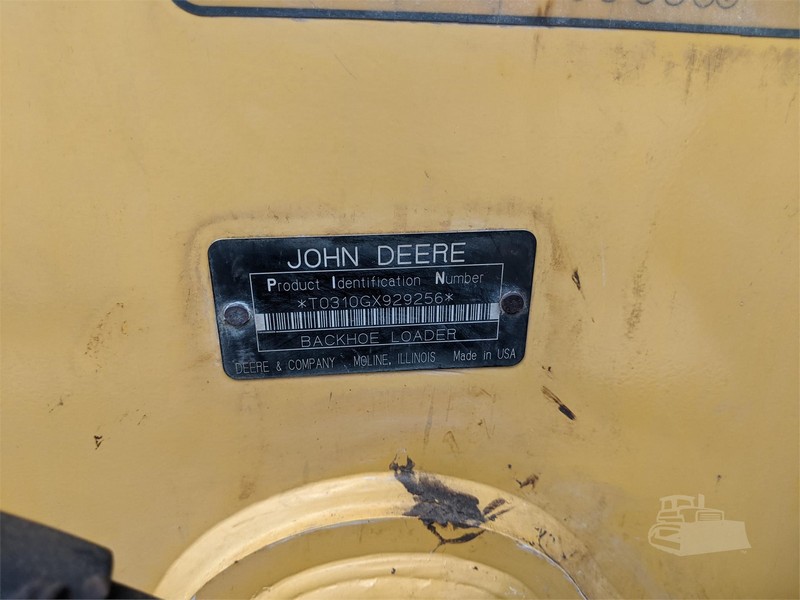 JOHN DEERE
Product Identification Number
*T0310GX929256*
BACKHOE LOADER
DEERE & COMPANY MOLINE, ILLINOIS Made in USA